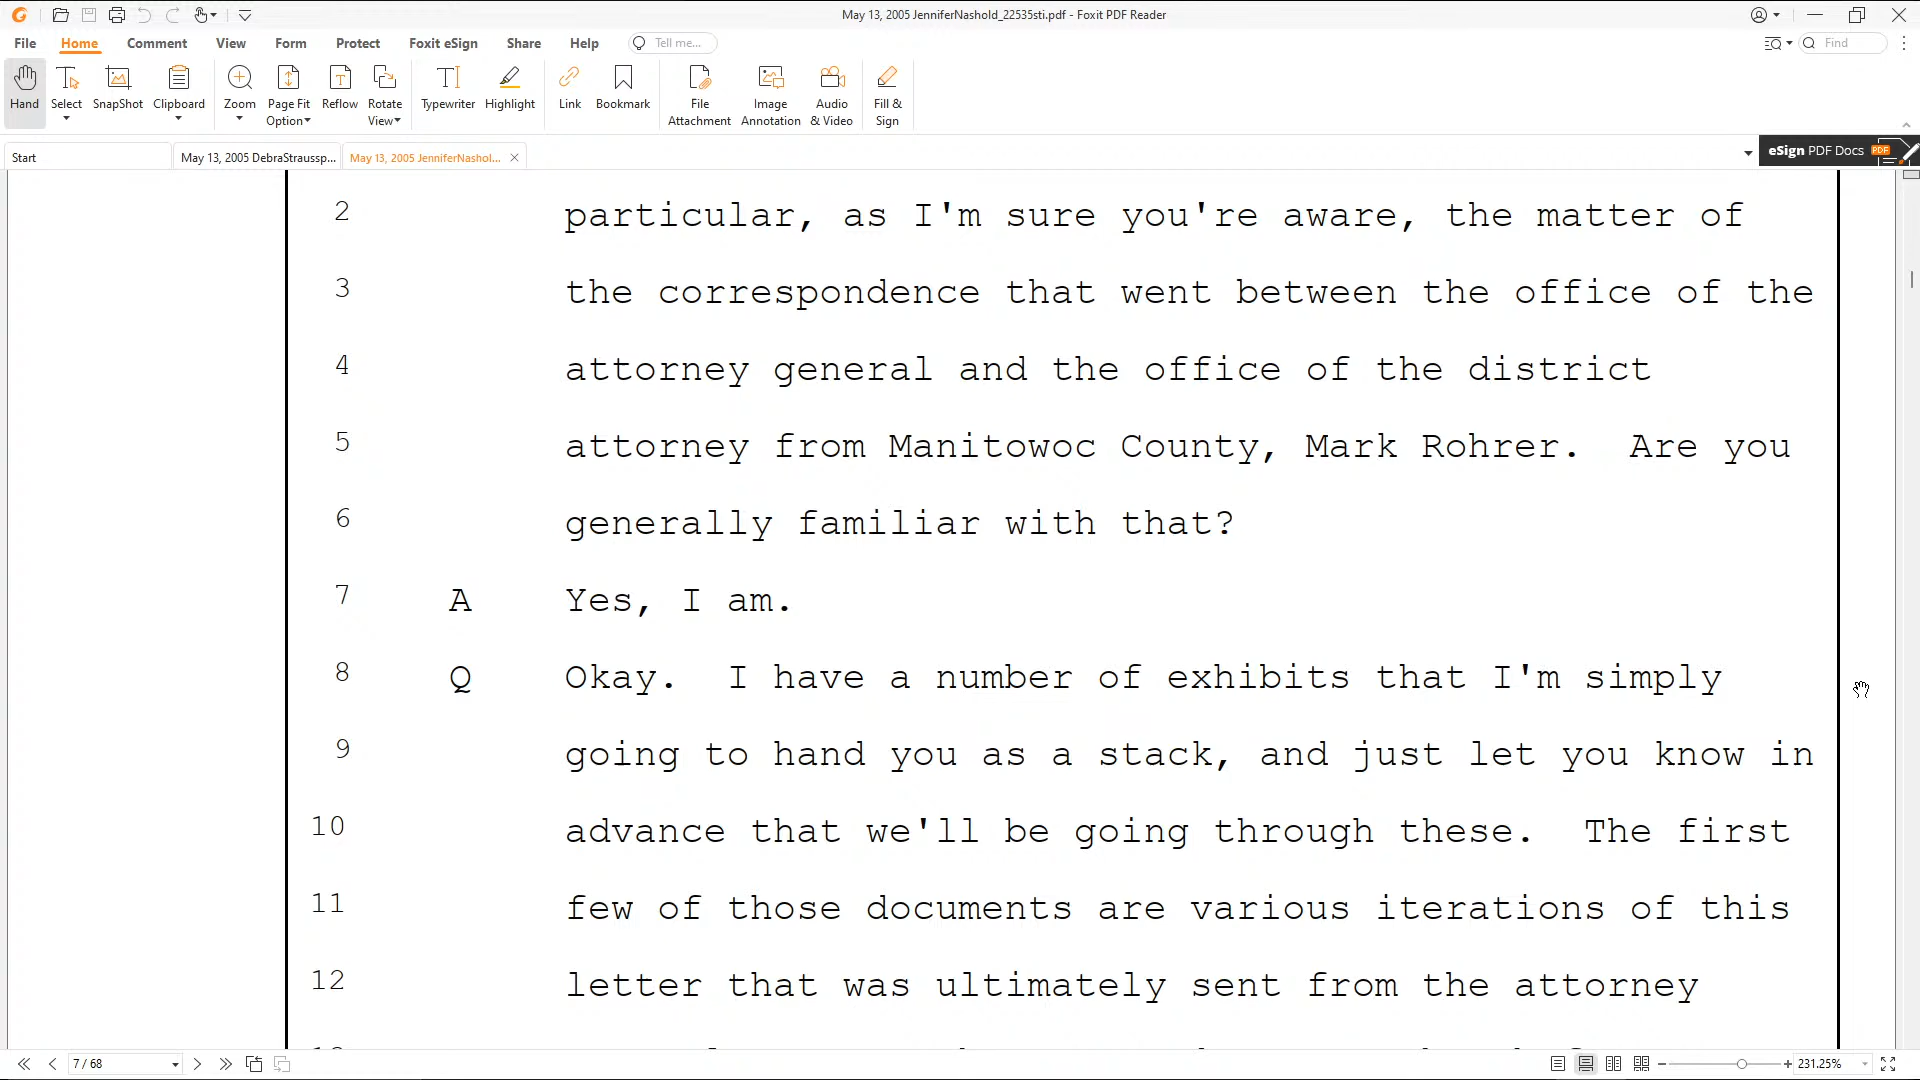 May 13, 2005 JenniferNashold_22535sti.pdf - Foxit PDF Reader
File Home Comment View Form Protect Foxit eSign Share Help Tell me... Find
Hand Select SnapShot Clipboard Zoom Page Fit Option Reflow Rotate View Typewriter Highlight Link Bookmark File Attachment Image Annotation Audio & Video Fill & Sign
Start May 13, 2005 DebraStraussp... May 13, 2005 JenniferNashol... eSign PDF Docs PDF
2 particular, as I'm sure you're aware, the matter of
3 the correspondence that went between the office of the
4 attorney general and the office of the district
5 attorney from Manitowoc County, Mark Rohrer. Are you
6 generally familiar with that?
7 A Yes, I am.
8 Q Okay. I have a number of exhibits that I'm simply
9 going to hand you as a stack, and just let you know in
10 advance that we'll be going through these. The first
11 few of those documents are various iterations of this
12 letter that was ultimately sent from the attorney
7 / 68 231.25%